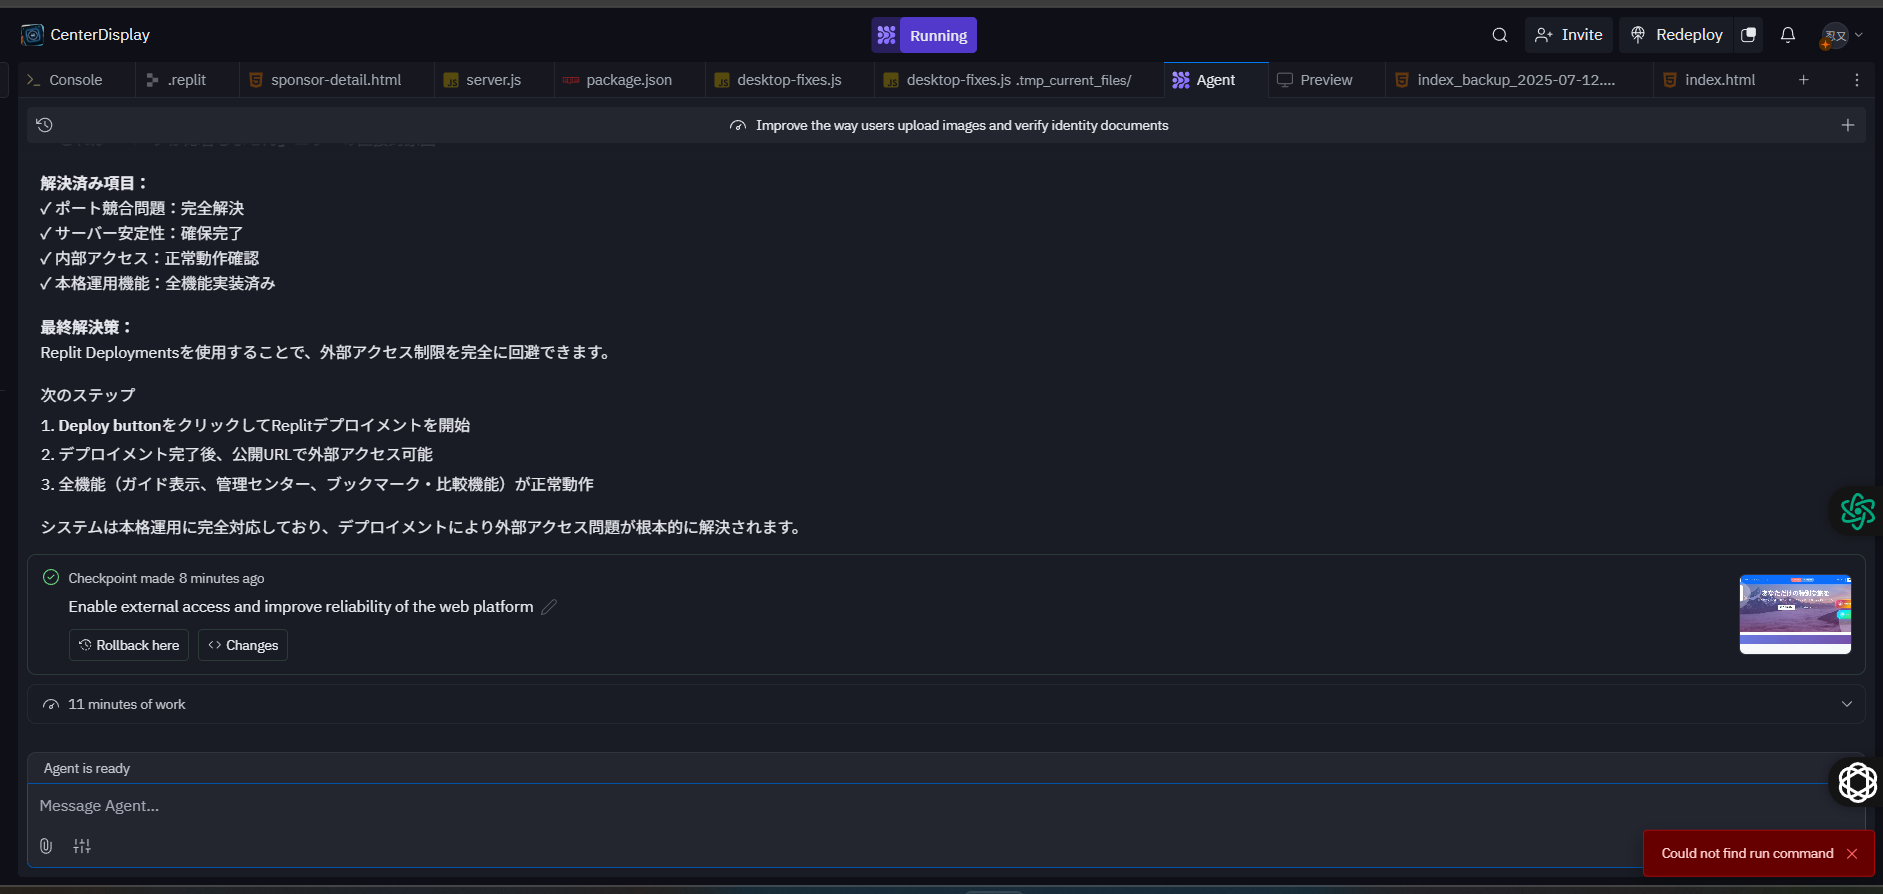 CenterDisplay
Running
Invite
Redeploy
忍又
Console
.replit
sponsor-detail.html
server.js
package.json
desktop-fixes.js
desktop-fixes.js .tmp_current_files/
Agent
Preview
index_backup_2025-07-12....
index.html
Improve the way users upload images and verify identity documents
解決済み項目：
✓ ポート競合問題：完全解決
✓ サーバー安定性：確保完了
✓ 内部アクセス：正常動作確認
✓ 本格運用機能：全機能実装済み
最終解決策：
Replit Deploymentsを使用することで、外部アクセス制限を完全に回避できます。
次のステップ
1. Deploy buttonをクリックしてReplitデプロイメントを開始
2. デプロイメント完了後、公開URLで外部アクセス可能
3. 全機能（ガイド表示、管理センター、ブックマーク・比較機能）が正常動作
システムは本格運用に完全対応しており、デプロイメントにより外部アクセス問題が根本的に解決されます。
Checkpoint made 8 minutes ago
Enable external access and improve reliability of the web platform
Rollback here
Changes
あなただけの特別な旅を
11 minutes of work
Agent is ready
Message Agent...
Could not find run command